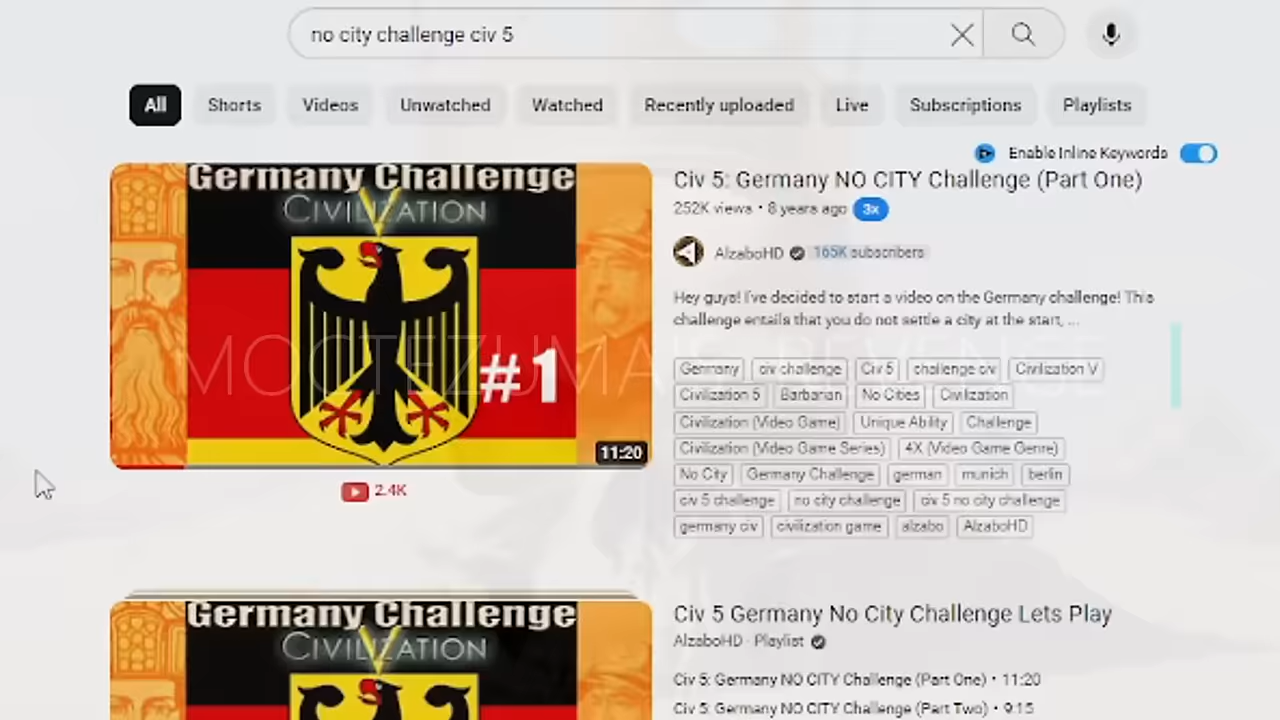 no city challenge civ 5
All Shorts Videos Unwatched Watched Recently uploaded Live Subscriptions Playlists
Enable Inline Keywords
Germany Challenge
CIVILIZATION V
#1
11:20
2.4K
Civ 5: Germany NO CITY Challenge (Part One)
252K views • 8 years ago 3x
AlzaboHD 165K subscribers
Hey guys! I've decided to start a video on the Germany challenge! This
challenge entails that you do not settle a city at the start, ...
Germany civ challenge Civ 5 challenge civ Civilization V
Civilization 5 Barbarian No Cities Civilization
Civilization (Video Game) Unique Ability Challenge
Civilization (Video Game Series) 4X (Video Game Genre)
No City Germany Challenge german munich berlin
civ 5 challenge no city challenge civ 5 no city challenge
germany civ civilization game alzabo AlzaboHD
MOCTEZUMA'S REVENGE
Germany Challenge
CIVILIZATION V
Civ 5 Germany No City Challenge Lets Play
AlzaboHD · Playlist
Civ 5: Germany NO CITY Challenge (Part One) • 11:20
Civ 5: Germany NO CITY Challenge (Part Two) • 9:15